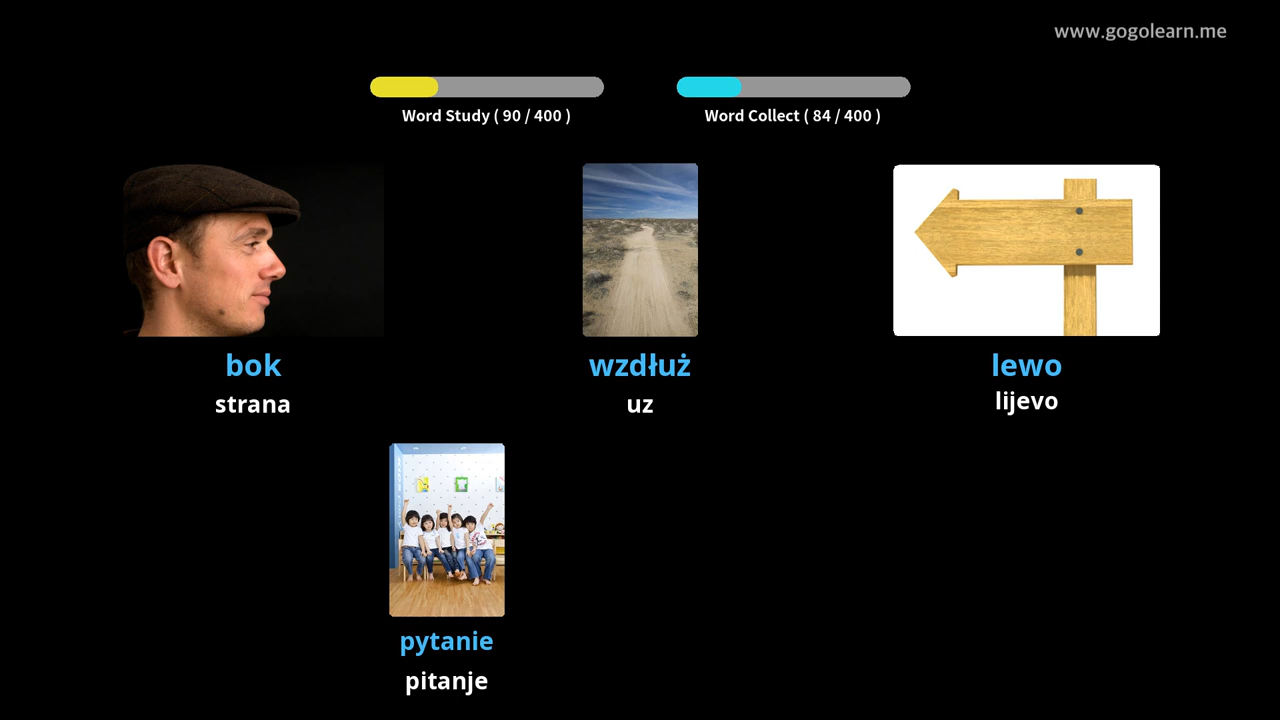 www.gogolearn.me
Word Study ( 90 / 400 )
Word Collect ( 84 / 400 )
bok
strana
wzdłuż
uz
lewo
lijevo
pytanie
pitanje